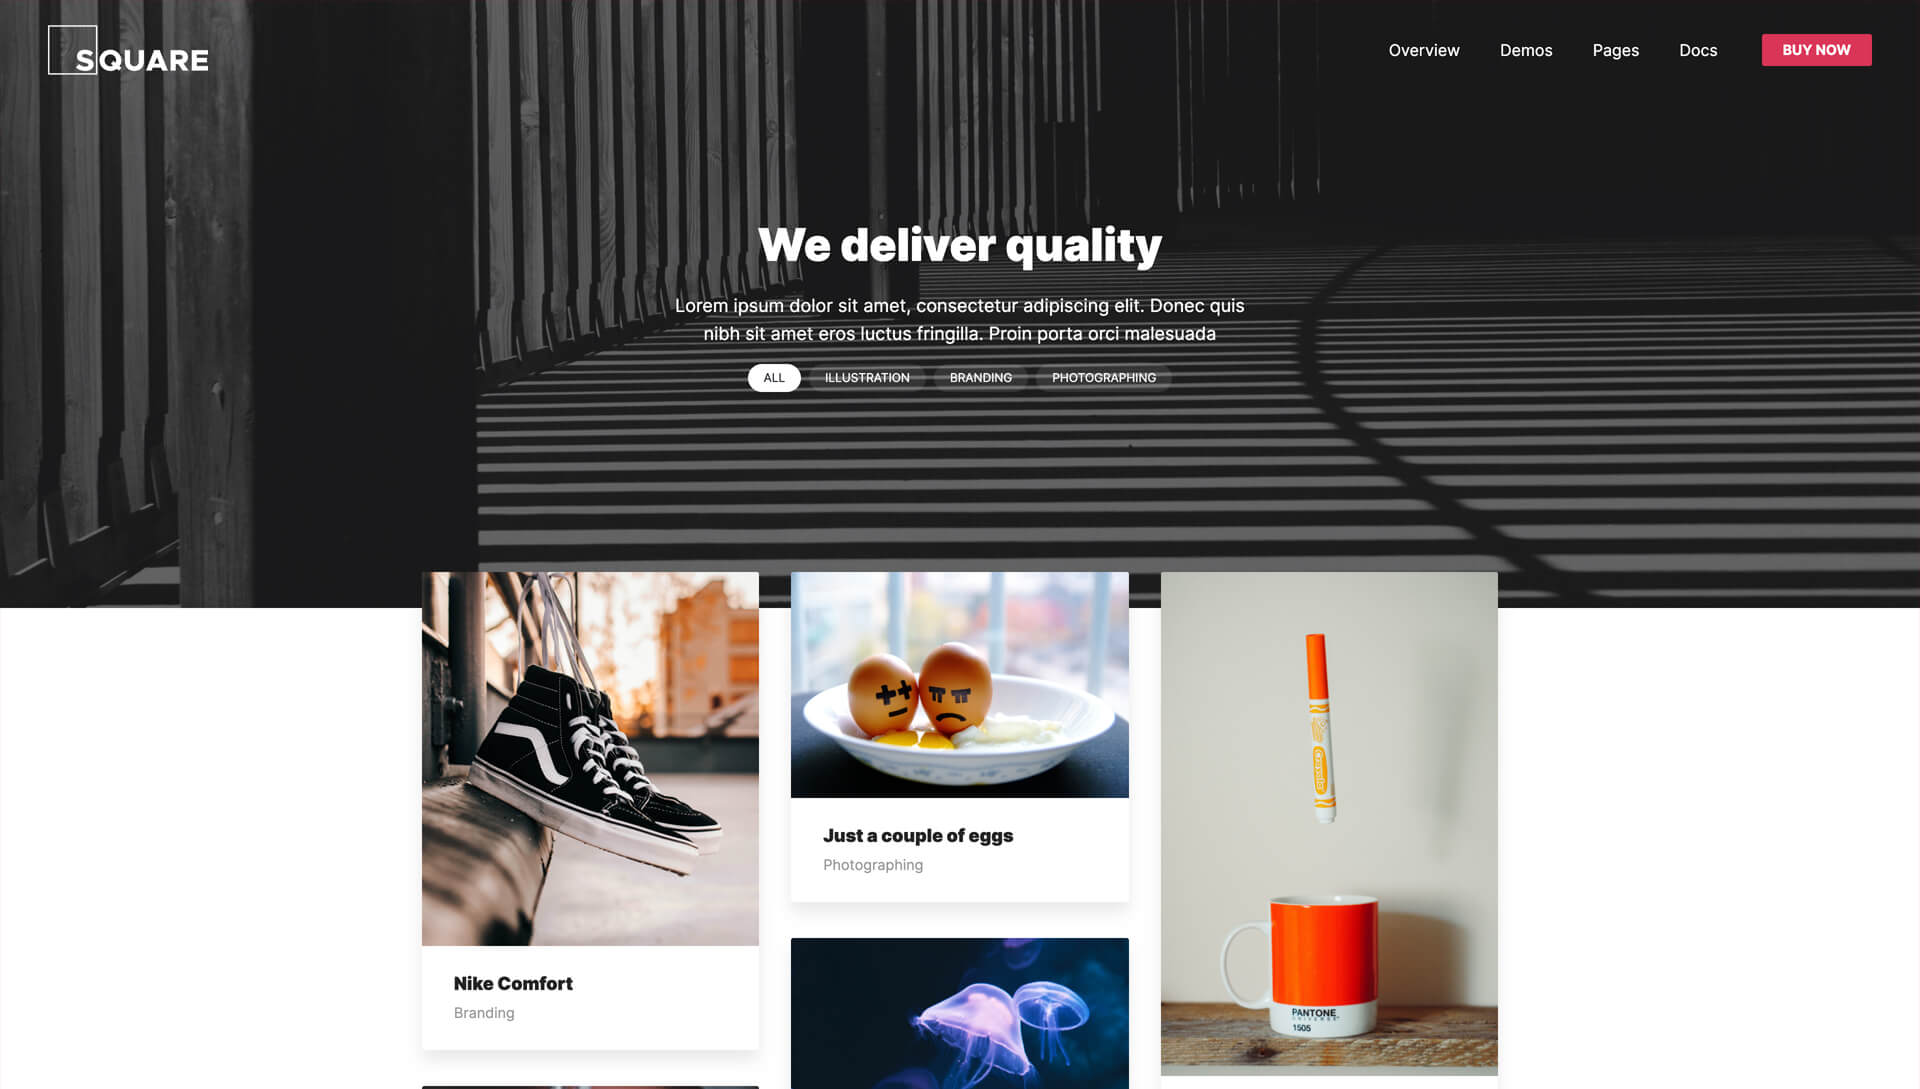 SQUARE
Overview
Demos
Pages
Docs
BUY NOW
We deliver quality
Lorem ipsum dolor sit amet, consectetur adipiscing elit. Donec quis
nibh sit amet eros luctus fringilla. Proin porta orci malesuada
ALL
ILLUSTRATION
BRANDING
PHOTOGRAPHING
Just a couple of eggs
Photographing
Nike Comfort
Branding
Crayola
PANTONE
UNIVERSE
1505